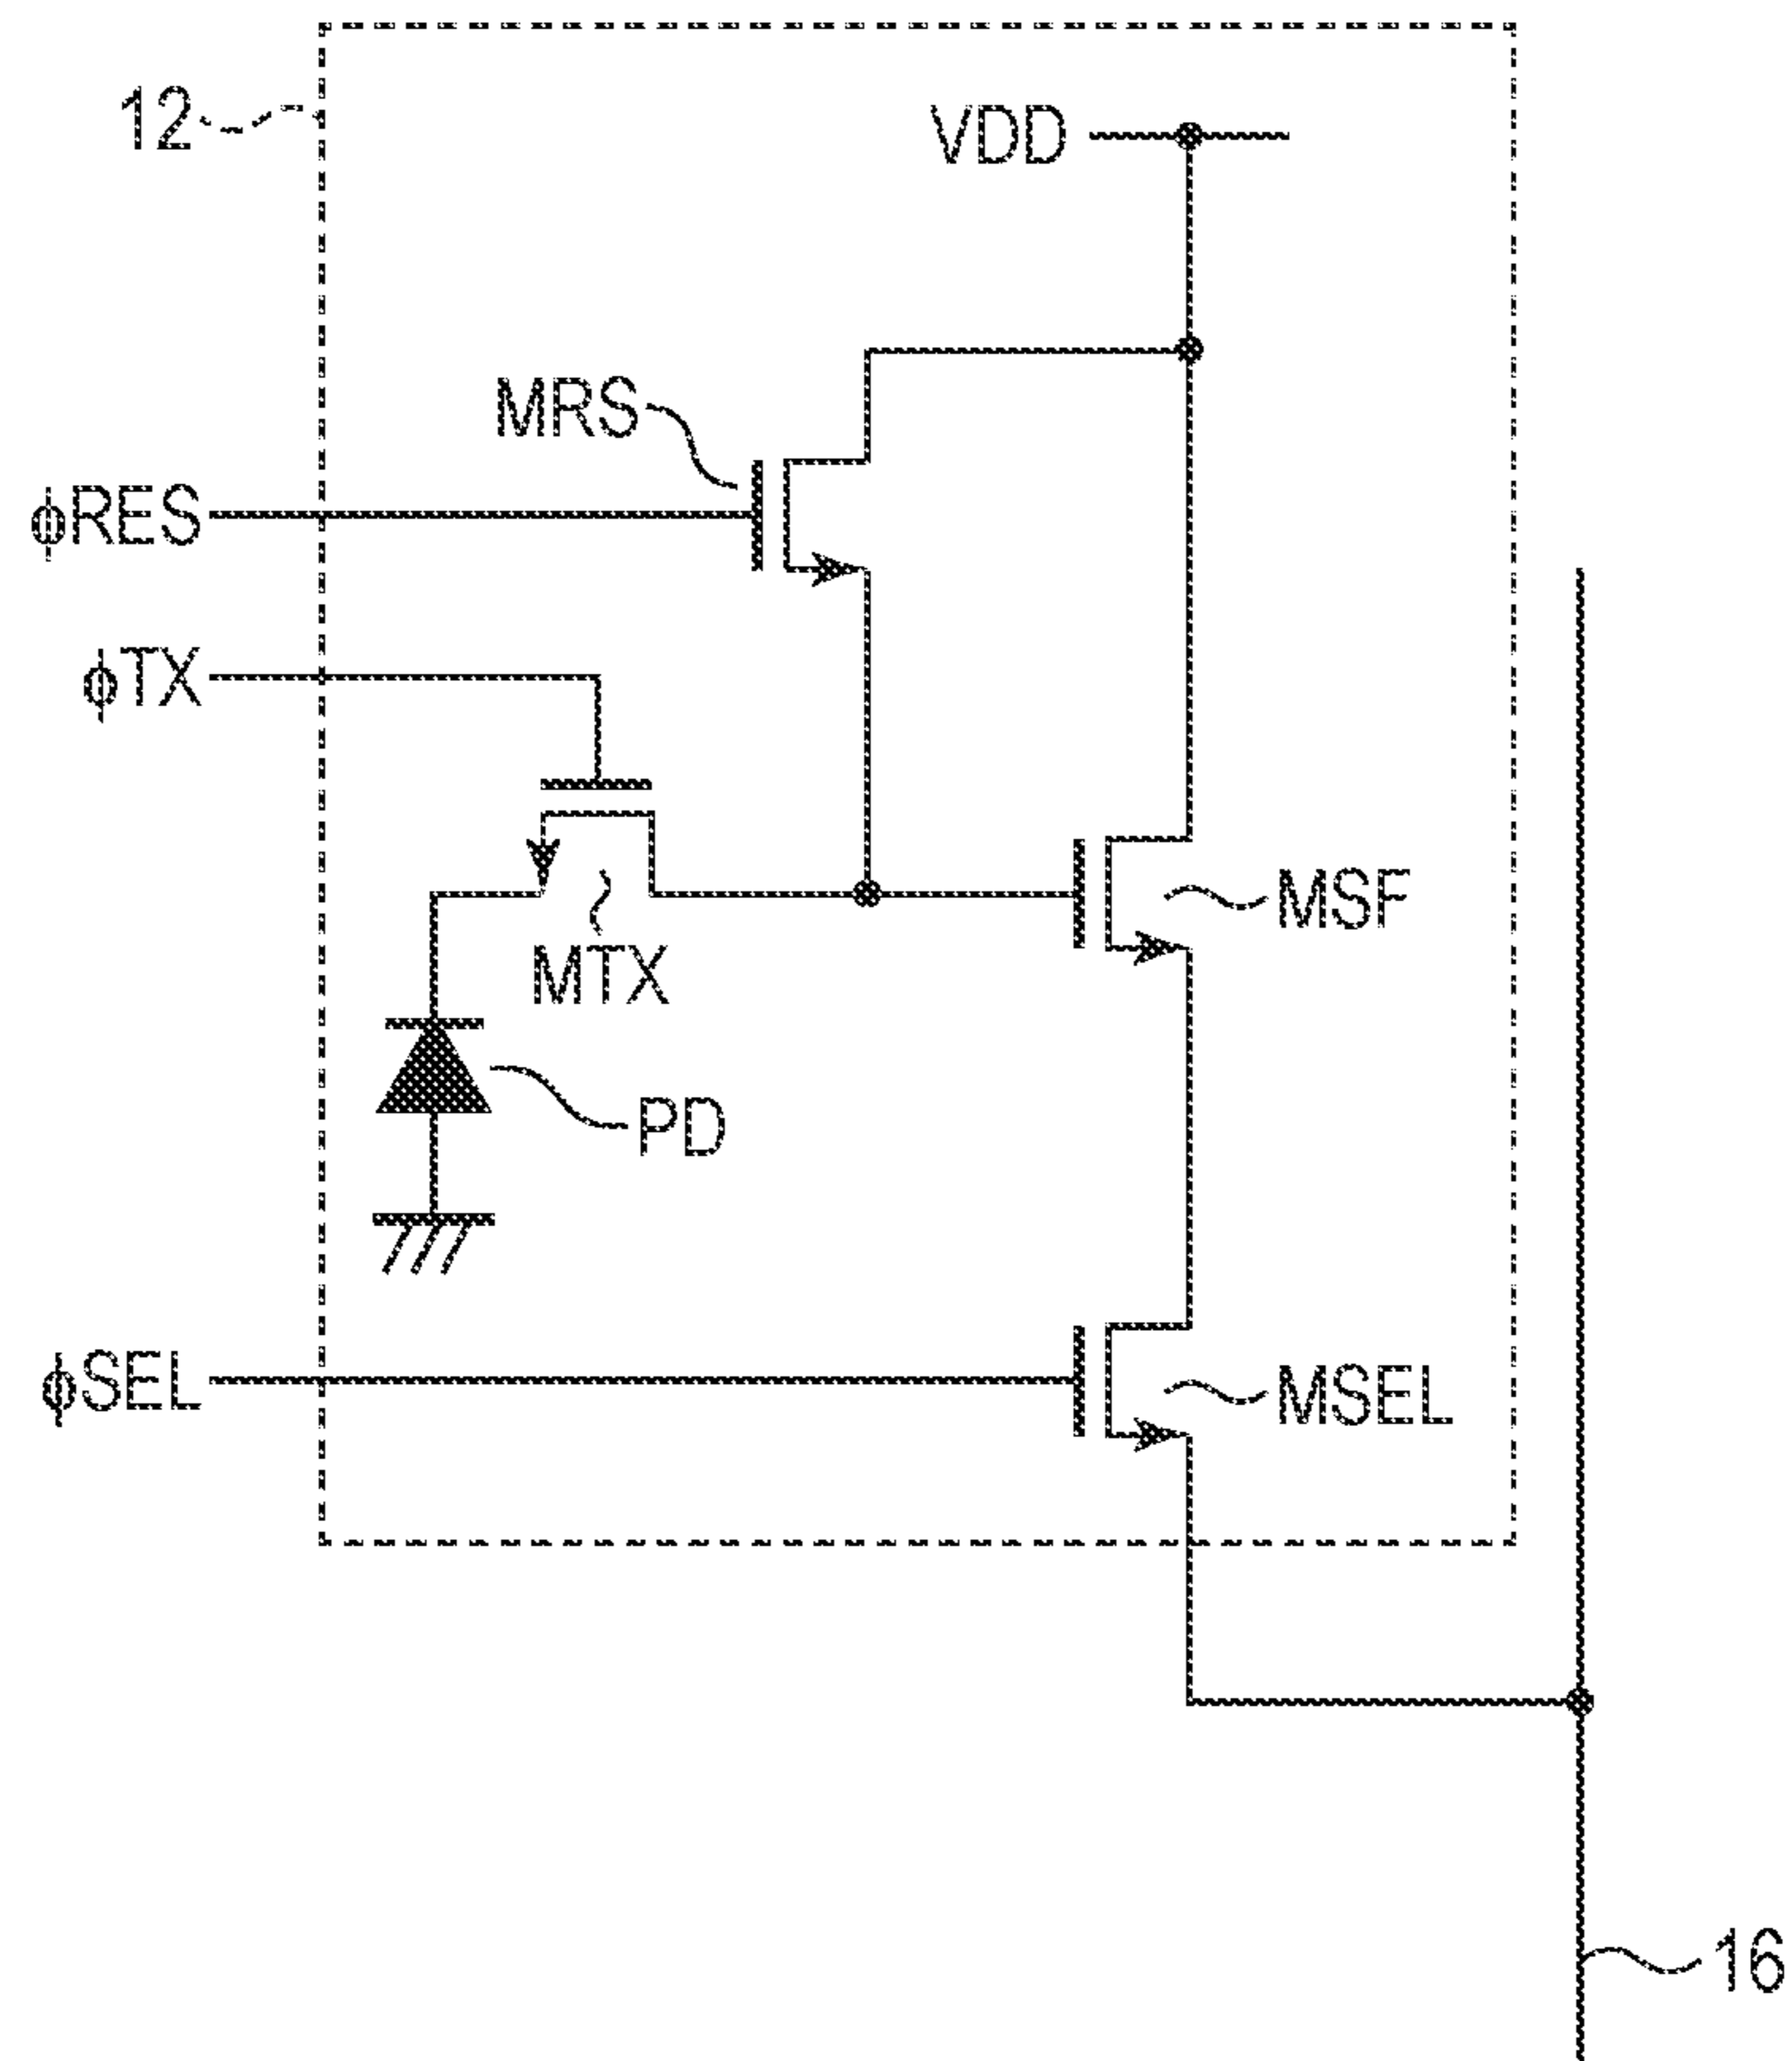 12
VDD
MRS
ϕRES
ϕTX
MSF
MTX
PD
ϕSEL
MSEL
16